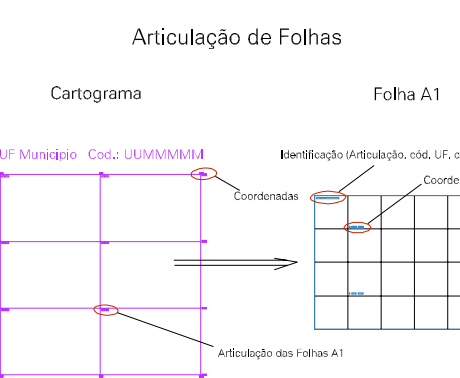 Articulação de Folhas
Cartograma
Folha A1
UF Município Cod.: UUMMMMM
Identificação (Articulação, cód. UF, c
Coordenadas
Coorde
Articulação das Folhas A1